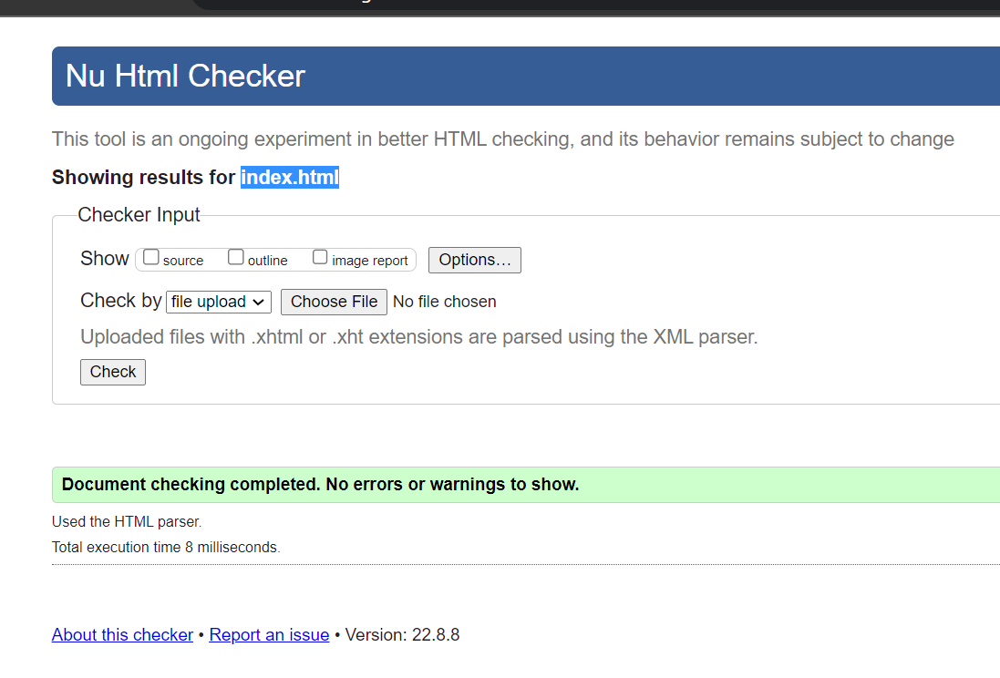 Nu Html Checker
This tool is an ongoing experiment in better HTML checking, and its behavior remains subject to change
Showing results for index.html
Checker Input
Show source outline image report Options…
Check by file upload Choose File No file chosen
Uploaded files with .xhtml or .xht extensions are parsed using the XML parser.
Check
Document checking completed. No errors or warnings to show.
Used the HTML parser.
Total execution time 8 milliseconds.
About this checker • Report an issue • Version: 22.8.8